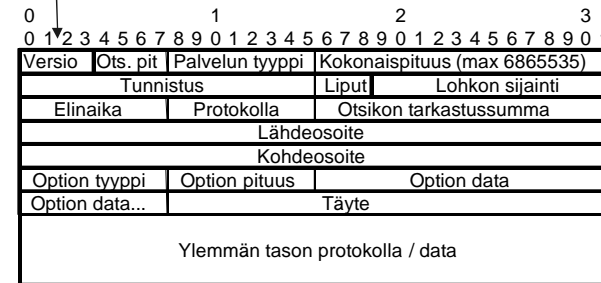 0 1 2 3
0 1 2 3 4 5 6 7 8 9 0 1 2 3 4 5 6 7 8 9 0 1 2 3 4 5 6 7 8 9 0 1
Versio Ots. pit Palvelun tyyppi Kokonaispituus (max 6865535)
Tunnistus Liput Lohkon sijainti
Elinaika Protokolla Otsikon tarkastussumma
Lähdeosoite
Kohdeosoite
Option tyyppi Option pituus Option data
Option data... Täyte
Ylemmän tason protokolla / data